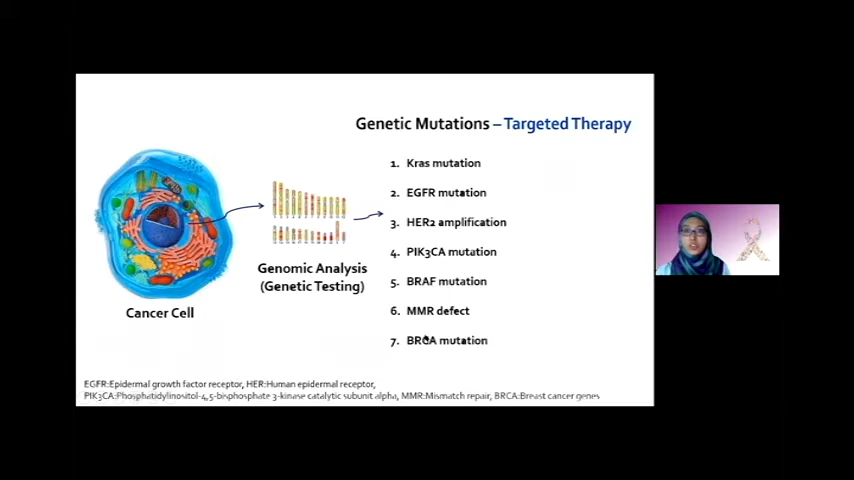 Genetic Mutations – Targeted Therapy
1. Kras mutation
2. EGFR mutation
3. HER2 amplification
4. PIK3CA mutation
5. BRAF mutation
6. MMR defect
7. BRCA mutation
Genomic Analysis
(Genetic Testing)
Cancer Cell
EGFR:Epidermal growth factor receptor, HER:Human epidermal receptor,
PIK3CA:Phosphatidylinositol-4,5-bisphosphate 3-kinase catalytic subunit alpha, MMR:Mismatch repair, BRCA:Breast cancer genes